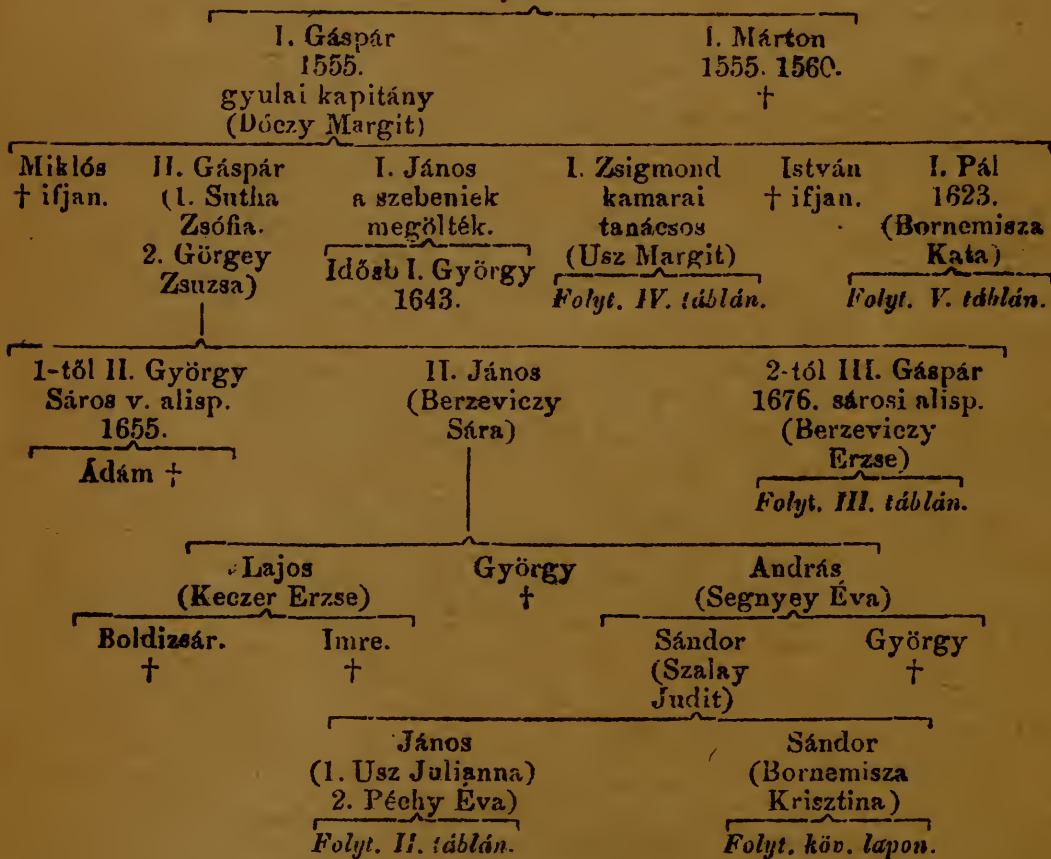 I. Gáspár I. Márton
1555. 1555. 1560.
gyulai kapitány †
(Dóczy Margit)
Miklós II. Gáspár I. János I. Zsigmond István I. Pál
† ifjan. (1. Sutha a szebeniek kamarai † ifjan. 1623.
Zsófia. megölték. tanácsos (Bornemisza
2. Görgey Idősb I. György (Usz Margit) Kata)
Zsuzsa) 1643. Folyt. IV. táblán. Folyt. V. táblán.
1-től II. György II. János 2-tól III. Gáspár
Sáros v. alisp. (Berzeviczy 1676. sárosi alisp.
1655. Sára) (Berzeviczy
Ádám † Erzse)
Folyt. III. táblán.
Lajos György András
(Keczer Erzse) † (Segnyey Éva)
Boldizsár. Imre. Sándor György
† † (Szalay †
Judit)
János Sándor
(1. Usz Julianna) (Bornemisza
2. Péchy Éva) Krisztina)
Folyt. II. táblán. Folyt. köv. lapon.